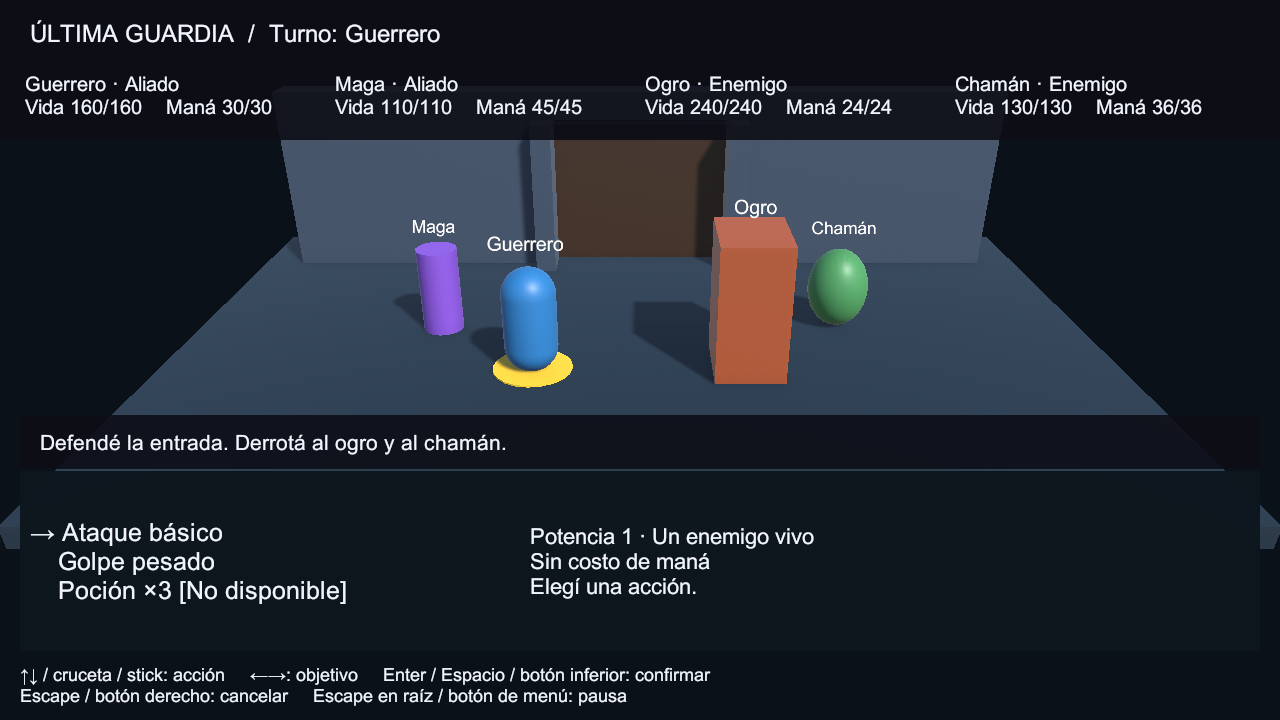 ÚLTIMA GUARDIA / Turno: Guerrero
Guerrero · Aliado
Vida 160/160 Maná 30/30
Maga · Aliado
Vida 110/110 Maná 45/45
Ogro · Enemigo
Vida 240/240 Maná 24/24
Chamán · Enemigo
Vida 130/130 Maná 36/36
Maga
Guerrero
Ogro
Chamán
Defendé la entrada. Derrotá al ogro y al chamán.
→ Ataque básico
Golpe pesado
Poción ×3 [No disponible]
Potencia 1 · Un enemigo vivo
Sin costo de maná
Elegí una acción.
↑↓ / cruceta / stick: acción ←→: objetivo Enter / Espacio / botón inferior: confirmar
Escape / botón derecho: cancelar Escape en raíz / botón de menú: pausa